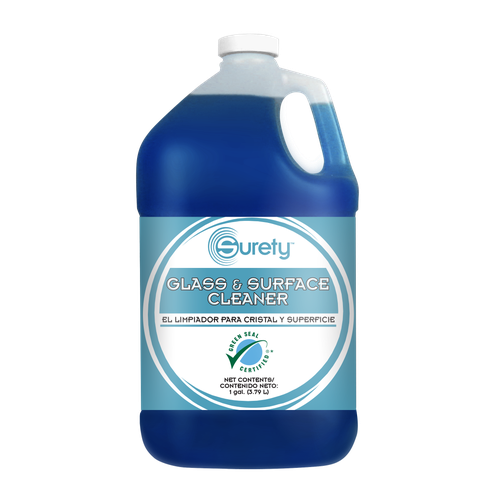 Surety™
GLASS & SURFACE
CLEANER
EL LIMPIADOR PARA CRISTAL Y SUPERFICIE
GREEN SEAL
CERTIFIED
NET CONTENTS/
CONTENIDO NETO:
1 gal. (3.79 L)